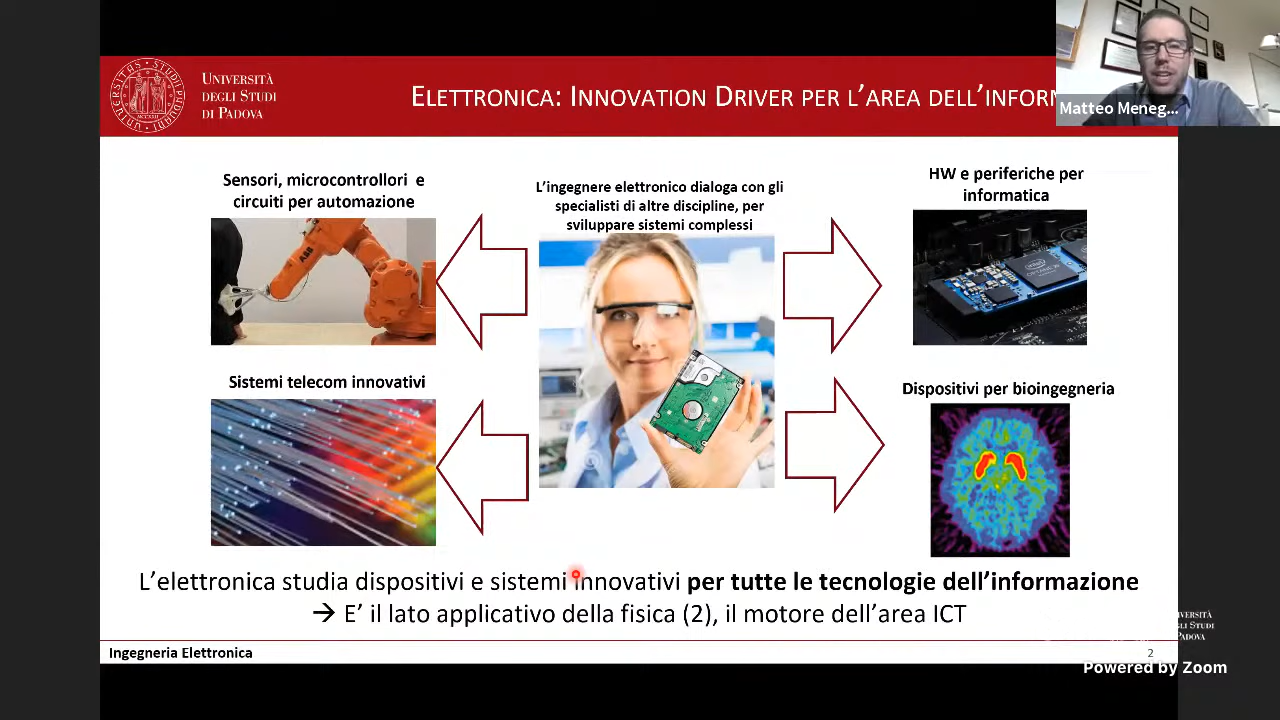 UNIVERSITÀ
DEGLI STUDI
DI PADOVA
ELETTRONICA: INNOVATION DRIVER PER L'AREA DELL'INFORM
Matteo Meneg...
Sensori, microcontrollori e
circuiti per automazione
L'ingegnere elettronico dialoga con gli
specialisti di altre discipline, per
sviluppare sistemi complessi
HW e periferiche per
informatica
ABB
Sistemi telecom innovativi
Dispositivi per bioingegneria
L'elettronica studia dispositivi e sistemi innovativi per tutte le tecnologie dell'informazione
→ E' il lato applicativo della fisica (2), il motore dell'area ICT
Ingegneria Elettronica
2
Powered by Zoom